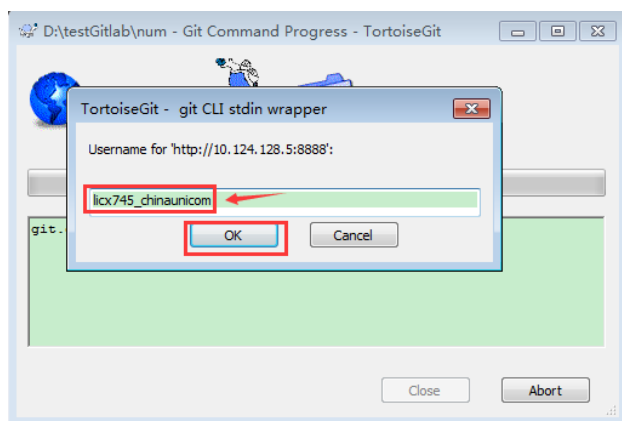 D:\testGitlab\num - Git Command Progress - TortoiseGit
TortoiseGit - git CLI stdin wrapper
Username for 'http://10.124.128.5:8888':
licx745_chinaunicom
OK Cancel
git.
Close Abort